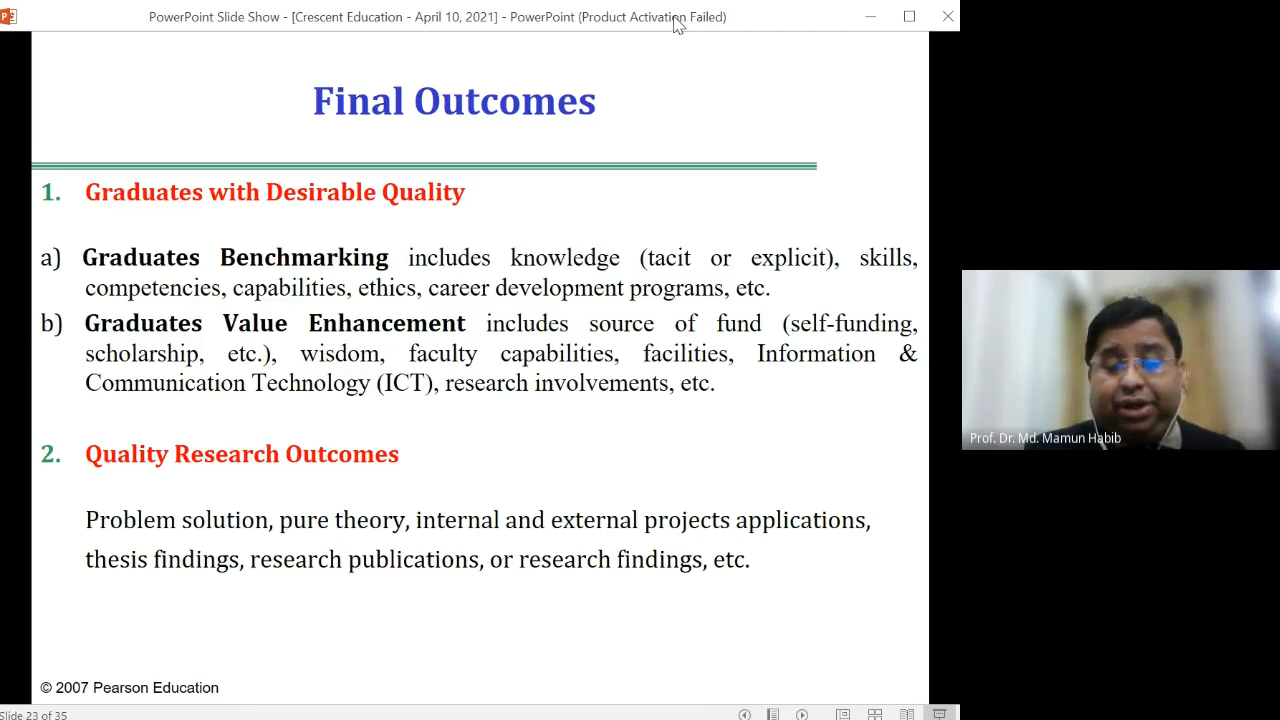 PowerPoint Slide Show - [Crescent Education - April 10, 2021] - PowerPoint (Product Activation Failed)
Final Outcomes
1. Graduates with Desirable Quality
a) Graduates Benchmarking includes knowledge (tacit or explicit), skills,
competencies, capabilities, ethics, career development programs, etc.
b) Graduates Value Enhancement includes source of fund (self-funding,
scholarship, etc.), wisdom, faculty capabilities, facilities, Information &
Communication Technology (ICT), research involvements, etc.
2. Quality Research Outcomes
Problem solution, pure theory, internal and external projects applications,
thesis findings, research publications, or research findings, etc.
© 2007 Pearson Education
Slide 23 of 35
Prof. Dr. Md. Mamun Habib